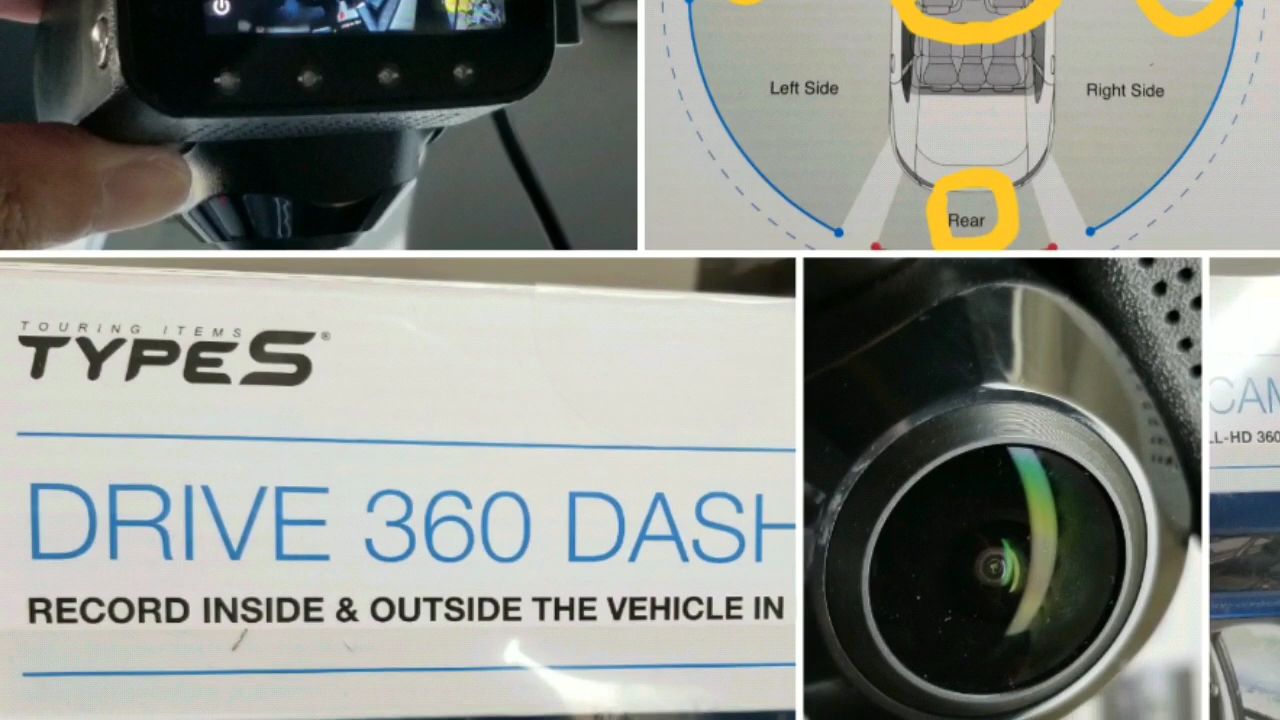 Left Side
Right Side
Rear
TOURING ITEMS
TYPE S®
DRIVE 360 DASH
RECORD INSIDE & OUTSIDE THE VEHICLE IN
CAM
LL-HD 360